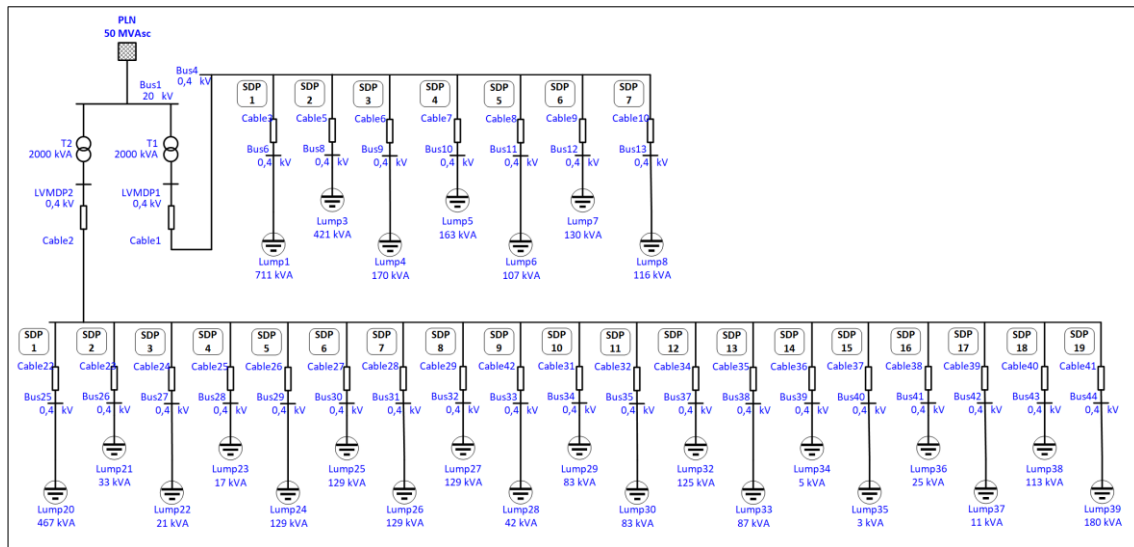 PLN
50 MVAsc
Bus1
20 kV
Bus4
0,4 kV
T2
2000 kVA
T1
2000 kVA
LVMDP2
0,4 kV
LVMDP1
0,4 kV
Cable2
Cable1
SDP
1
SDP
2
SDP
3
SDP
4
SDP
5
SDP
6
SDP
7
Cable3
Cable5
Cable6
Cable7
Cable8
Cable9
Cable10
Bus6
0,4 kV
Bus8
0,4 kV
Bus9
0,4 kV
Bus10
0,4 kV
Bus11
0,4 kV
Bus12
0,4 kV
Bus13
0,4 kV
Lump3
421 kVA
Lump5
163 kVA
Lump7
130 kVA
Lump1
711 kVA
Lump4
170 kVA
Lump6
107 kVA
Lump8
116 kVA
SDP
1
SDP
2
SDP
3
SDP
4
SDP
5
SDP
6
SDP
7
SDP
8
SDP
9
SDP
10
SDP
11
SDP
12
SDP
13
SDP
14
SDP
15
SDP
16
SDP
17
SDP
18
SDP
19
Cable22
Cable23
Cable24
Cable25
Cable26
Cable27
Cable28
Cable29
Cable42
Cable31
Cable32
Cable34
Cable35
Cable36
Cable37
Cable38
Cable39
Cable40
Cable41
Bus25
0,4 kV
Bus26
0,4 kV
Bus27
0,4 kV
Bus28
0,4 kV
Bus29
0,4 kV
Bus30
0,4 kV
Bus31
0,4 kV
Bus32
0,4 kV
Bus33
0,4 kV
Bus34
0,4 kV
Bus35
0,4 kV
Bus37
0,4 kV
Bus38
0,4 kV
Bus39
0,4 kV
Bus40
0,4 kV
Bus41
0,4 kV
Bus42
0,4 kV
Bus43
0,4 kV
Bus44
0,4 kV
Lump21
33 kVA
Lump23
17 kVA
Lump25
129 kVA
Lump27
129 kVA
Lump29
83 kVA
Lump32
125 kVA
Lump34
5 kVA
Lump36
25 kVA
Lump38
113 kVA
Lump20
467 kVA
Lump22
21 kVA
Lump24
129 kVA
Lump26
129 kVA
Lump28
42 kVA
Lump30
83 kVA
Lump33
87 kVA
Lump35
3 kVA
Lump37
11 kVA
Lump39
180 kVA